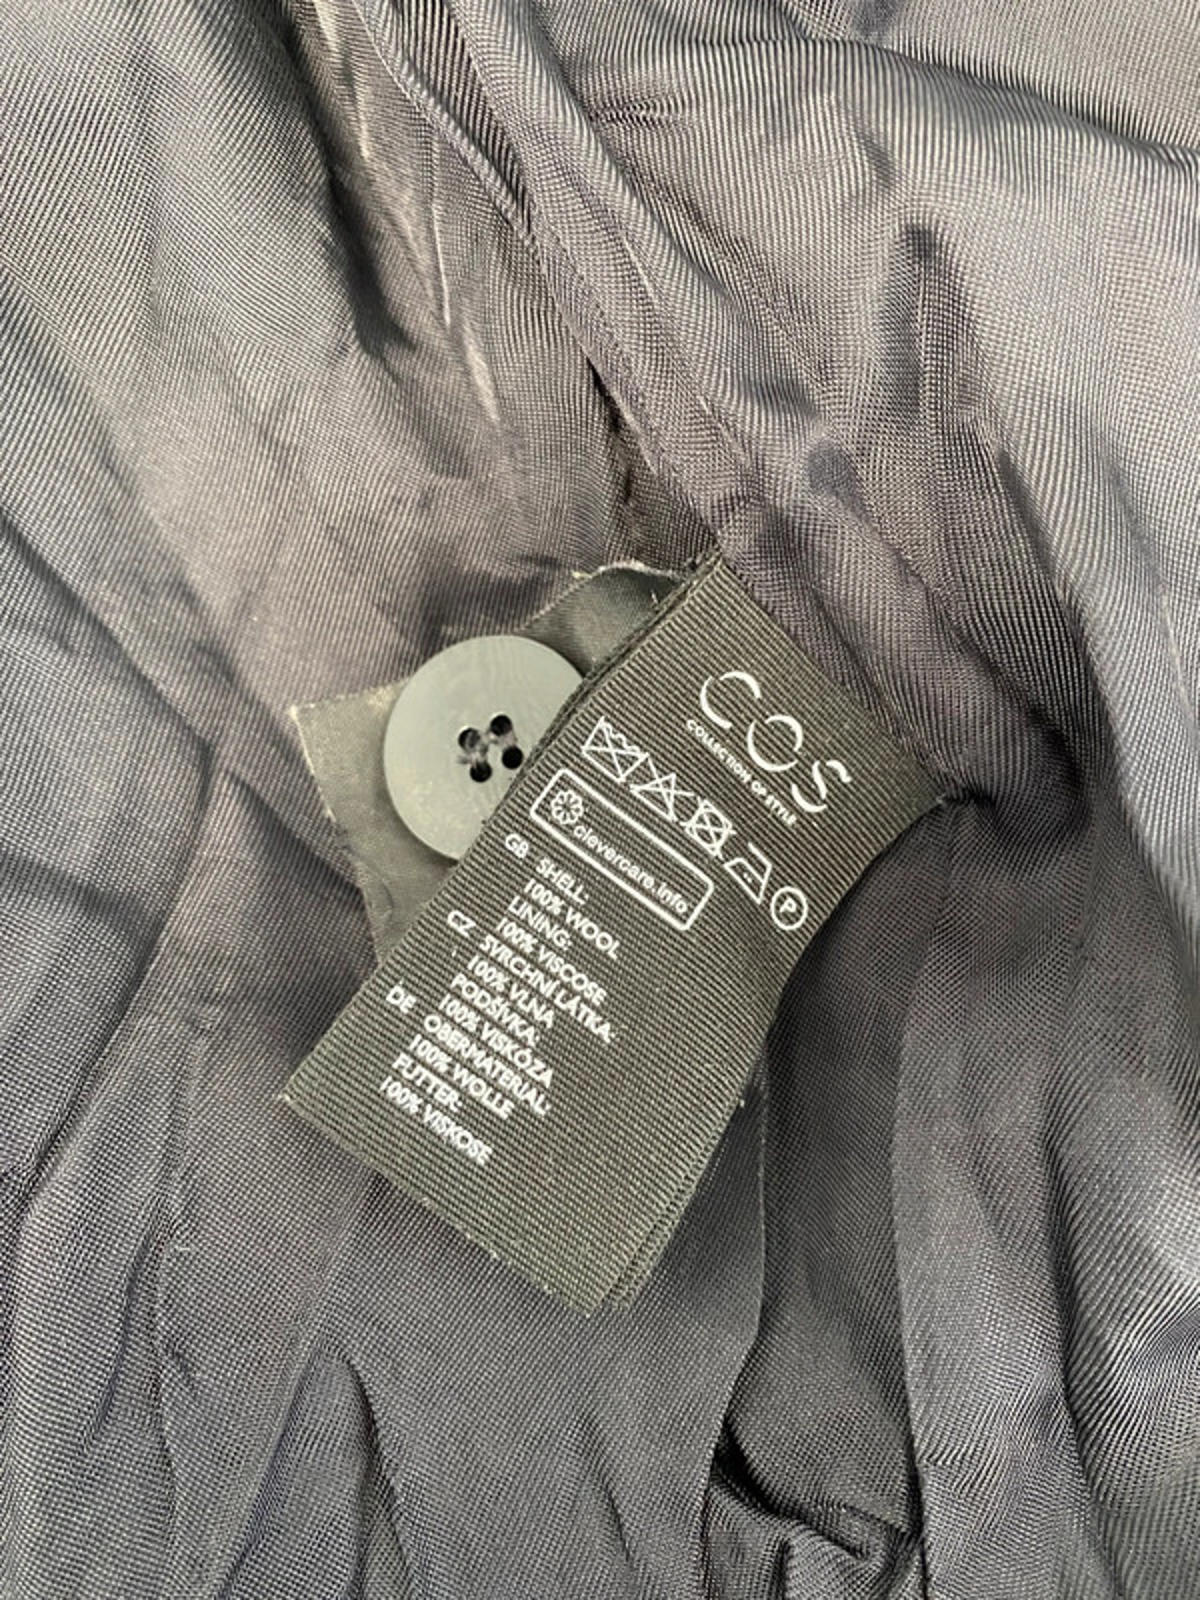 COS
COLLECTION OF STYLE
P
clevercare.info
GB SHELL:
100% WOOL
LINING:
100% VISCOSE
CZ SVRCHNÍ LÁTKA:
100% VLNA
PODŠÍVKA:
100% VISKÓZA
DE OBERMATERIAL:
100% WOLLE
FUTTER:
100% VISKOSE